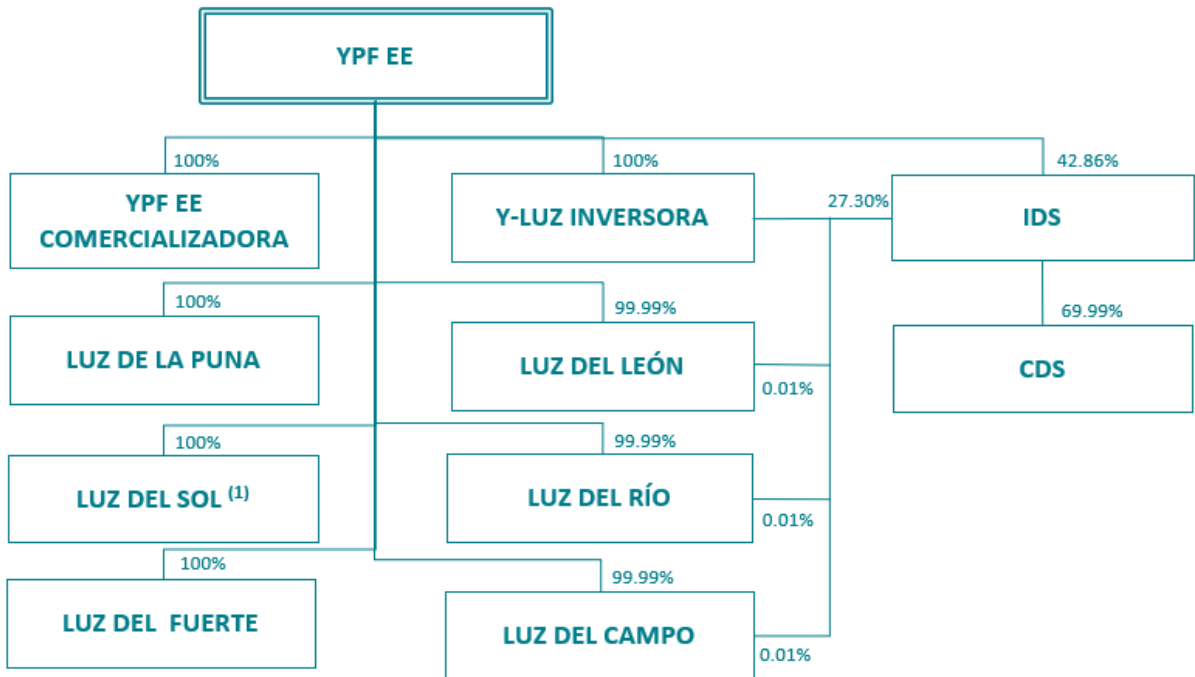 YPF EE
100%
100%
42.86%
YPF EE
COMERCIALIZADORA
Y-LUZ INVERSORA
27.30%
IDS
100%
99.99%
69.99%
LUZ DE LA PUNA
LUZ DEL LEÓN
0.01%
CDS
100%
99.99%
LUZ DEL SOL (1)
LUZ DEL RÍO
0.01%
100%
99.99%
LUZ DEL FUERTE
LUZ DEL CAMPO
0.01%